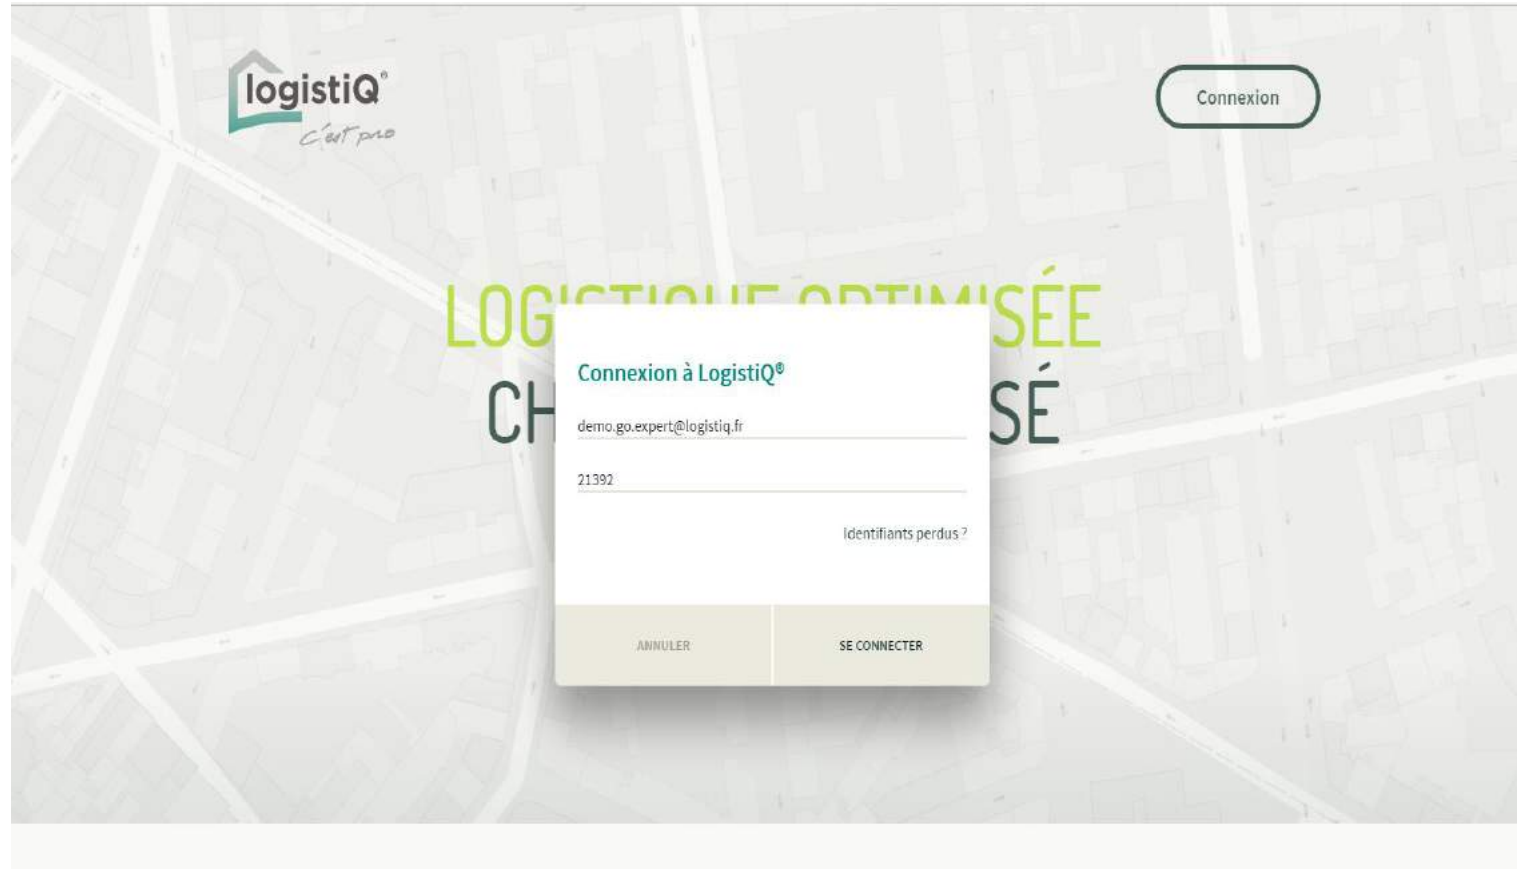 logistiQ®
c'est pro
Connexion
LOG SÉE
CH SÉ
Connexion à LogistiQ®
demo.go.expert@logistiq.fr
21392
Identifiants perdus ?
ANNULER
SE CONNECTER